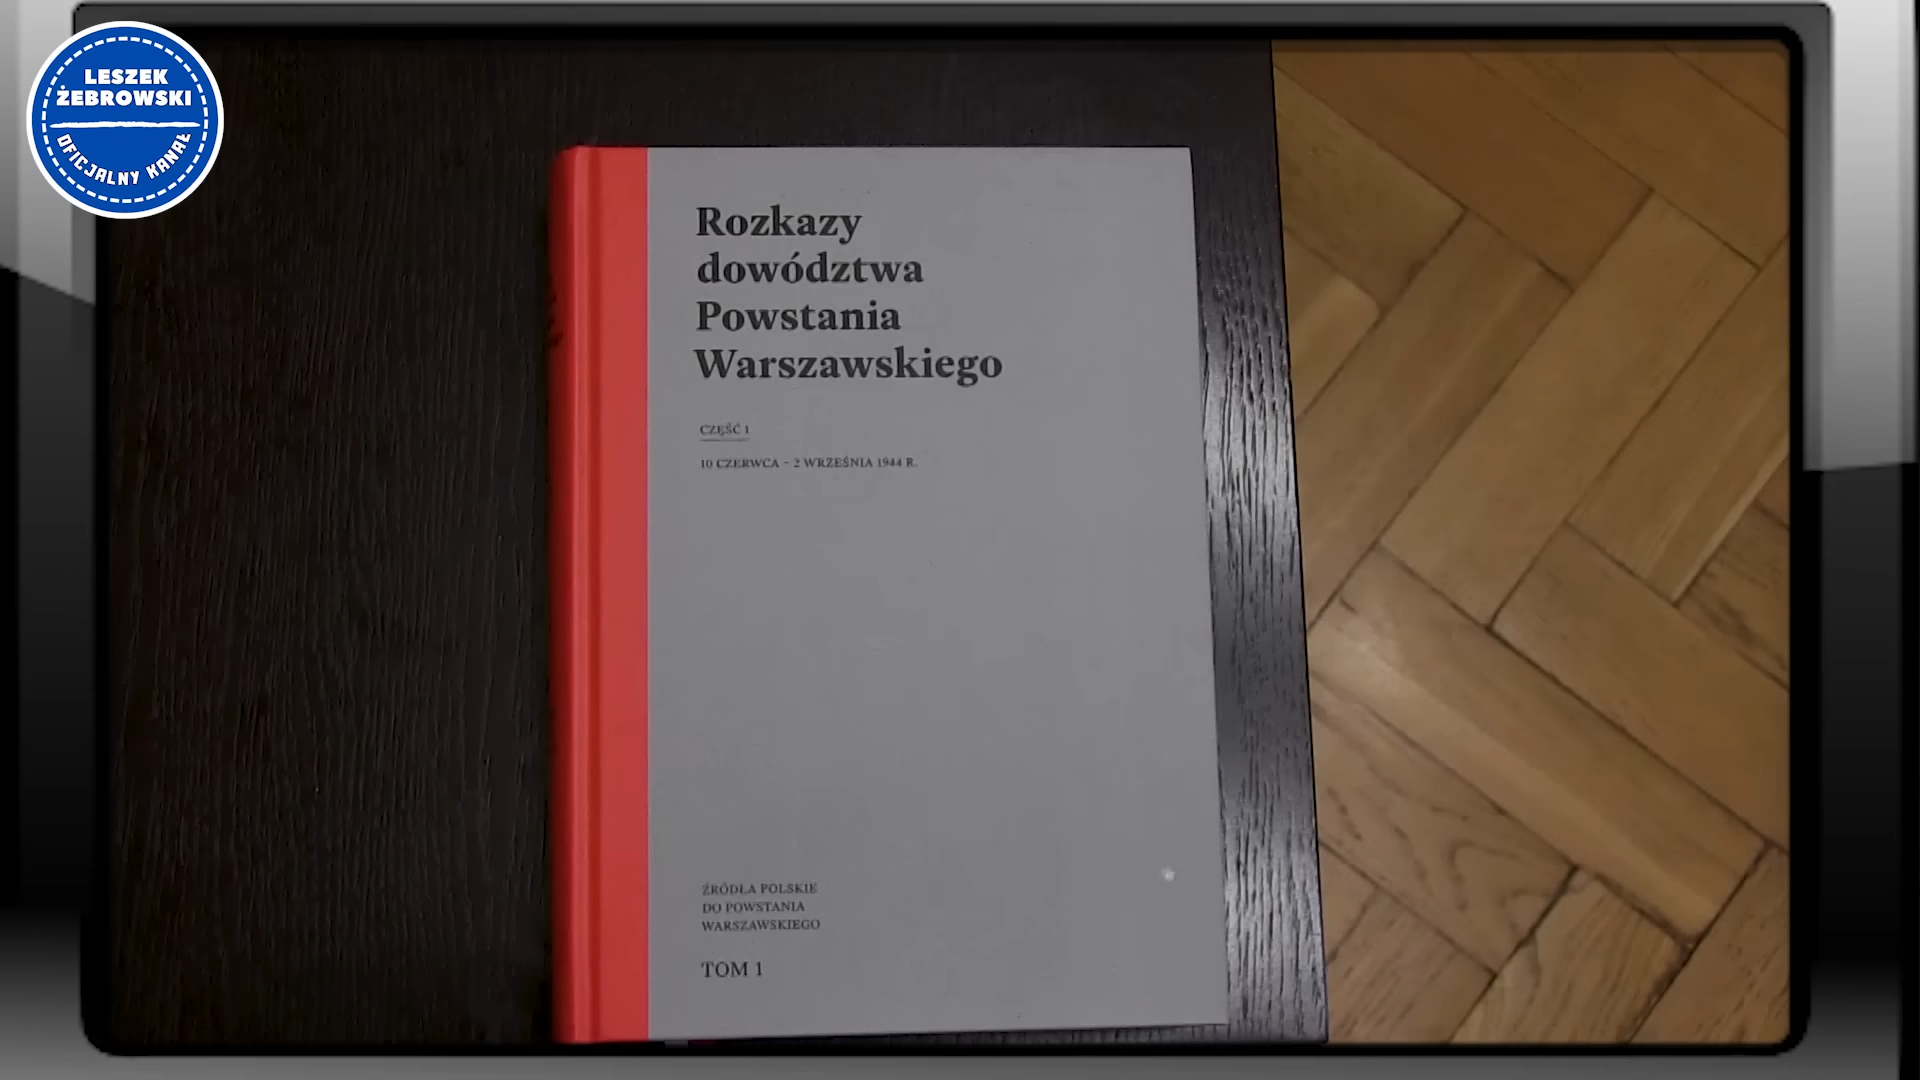 LESZEK
ŻEBROWSKI
OFICJALNY KANAŁ
Rozkazy
dowództwa
Powstania
Warszawskiego
CZĘŚĆ 1
10 CZERWCA – 2 WRZEŚNIA 1944 R.
ŹRÓDŁA POLSKIE
DO POWSTANIA
WARSZAWSKIEGO
TOM 1